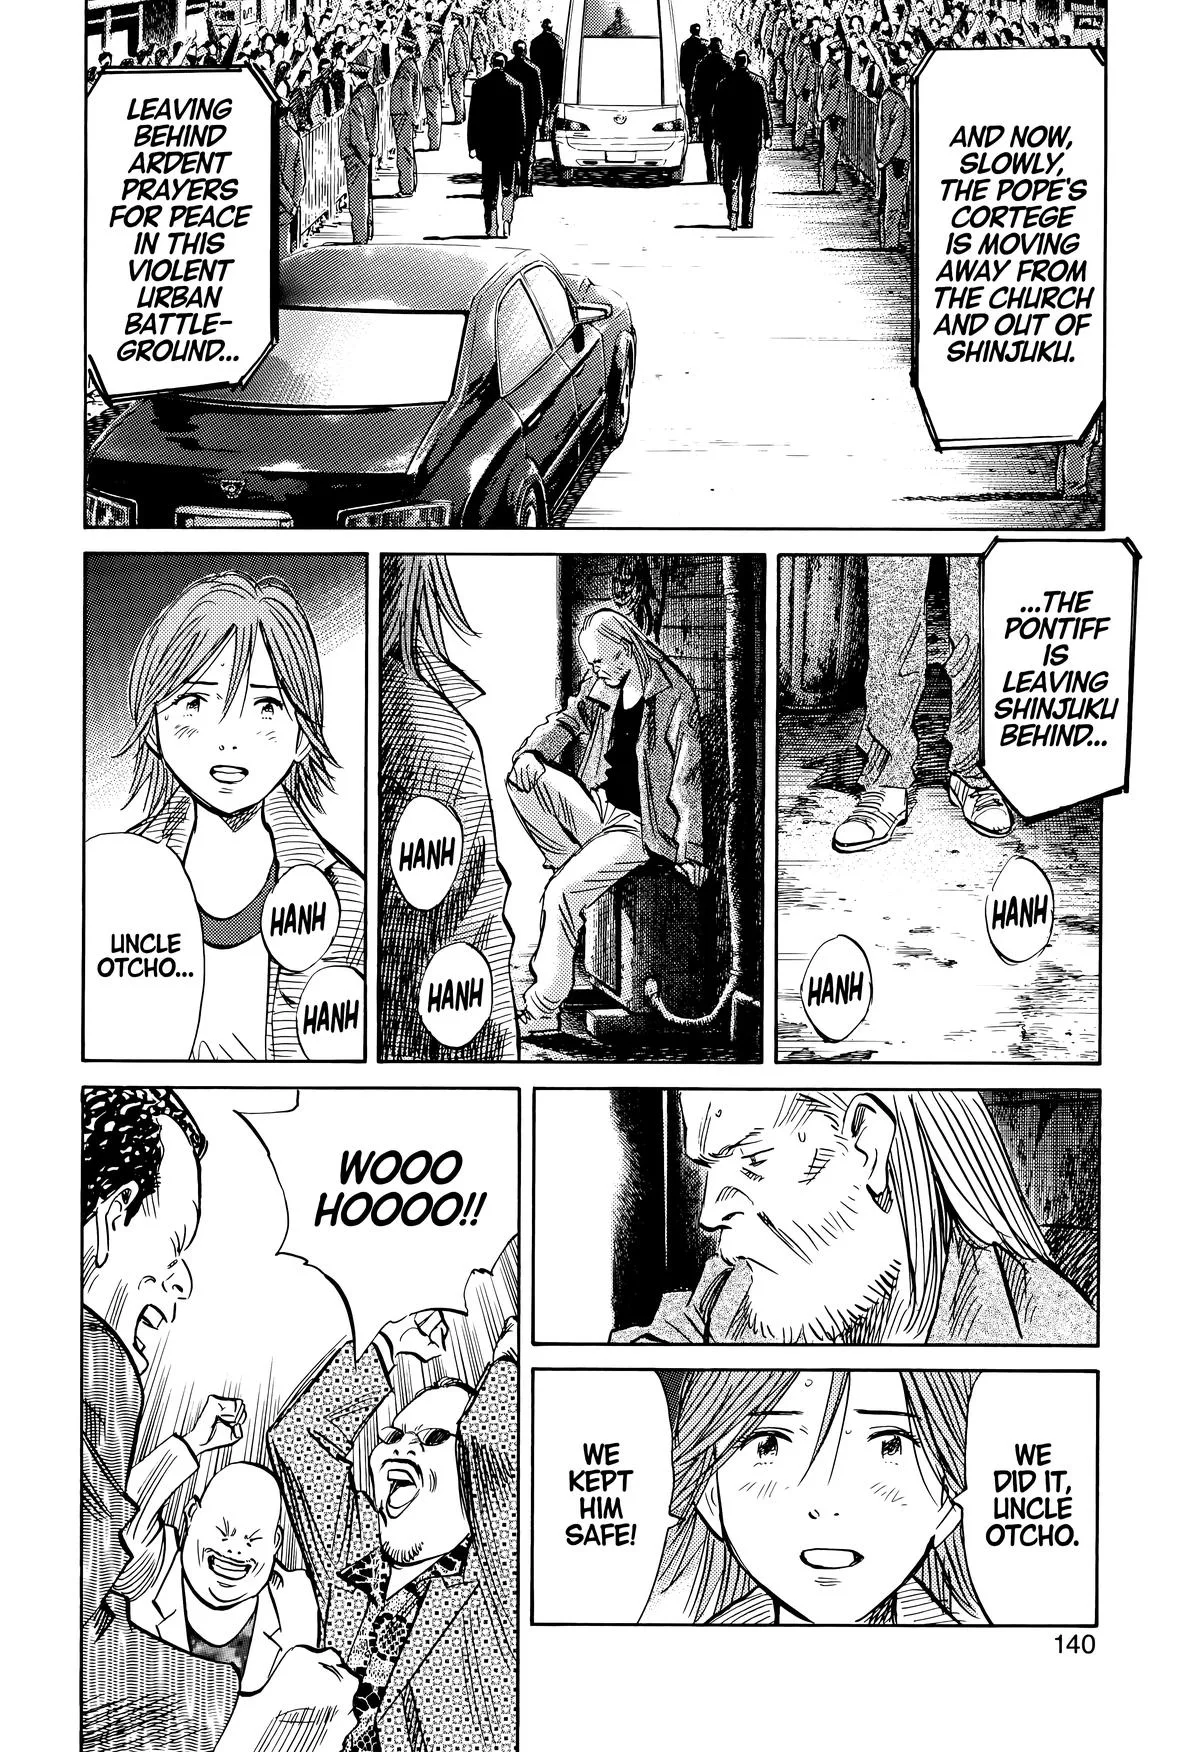 AND NOW,
SLOWLY,
THE POPE'S
CORTEGE
IS MOVING
AWAY FROM
THE CHURCH
AND OUT OF
SHINJUKU.
LEAVING
BEHIND
ARDENT
PRAYERS
FOR PEACE
IN THIS
VIOLENT
URBAN
BATTLE-
GROUND...
...THE
PONTIFF
IS
LEAVING
SHINJUKU
BEHIND...
HANH
HANH
HANH
HANH
HANH
HANH
UNCLE
OTCHO...
WE
DID IT,
UNCLE
OTCHO.
WE
KEPT
HIM
SAFE!
WOOO
HOOOO!!
140